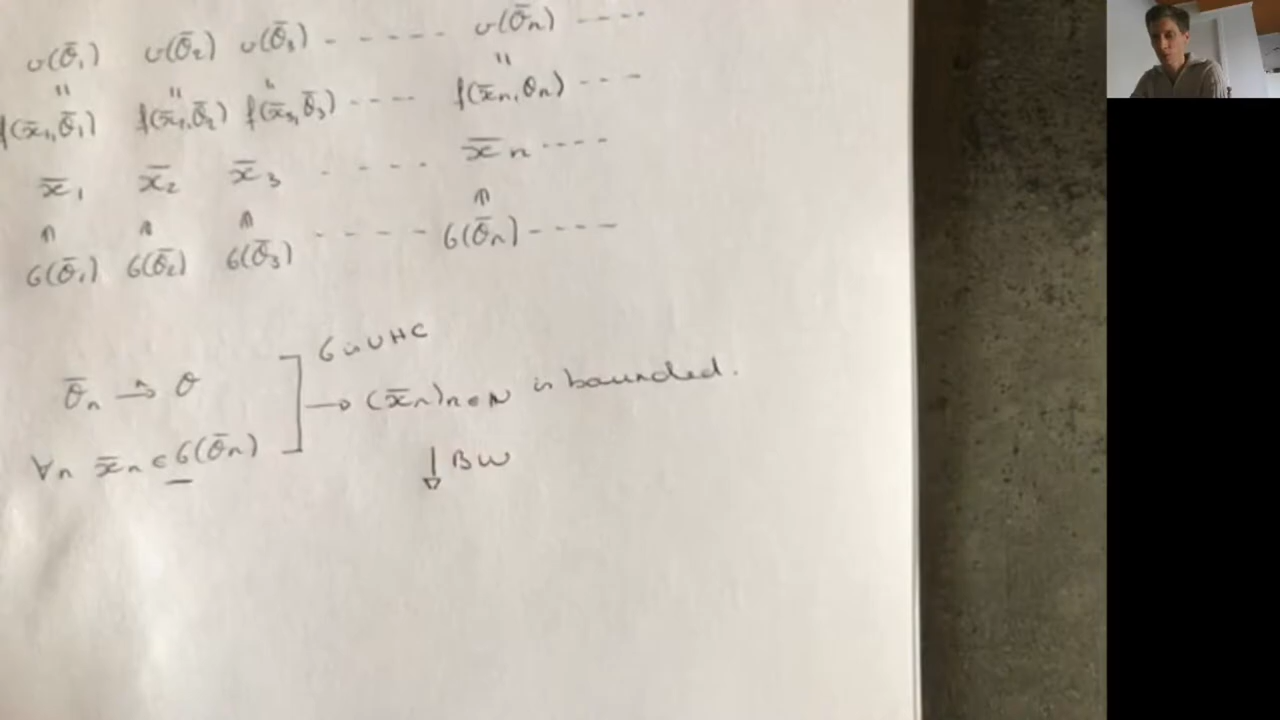 υ(θ̄₁) υ(θ̄₂) υ(θ̄₃) - - - - - - υ(θ̄n) - - - -
" " " "
f(x̄₁, θ̄₁) f(x̄₂, θ̄₂) f(x̄₃, θ̄₃) - - - - f(x̄n, θn) - - -
x̄₁ x̄₂ x̄₃ - - - - x̄n - - - -
∈ ∈ ∈ ∈
G(θ̄₁) G(θ̄₂) G(θ̄₃) - - - - - G(θ̄n) - - - -
G is UHC
θ̄n → θ
→ (x̄n)n∈N is bounded.
∀n x̄n ∈ G(θ̄n)
↓ BW